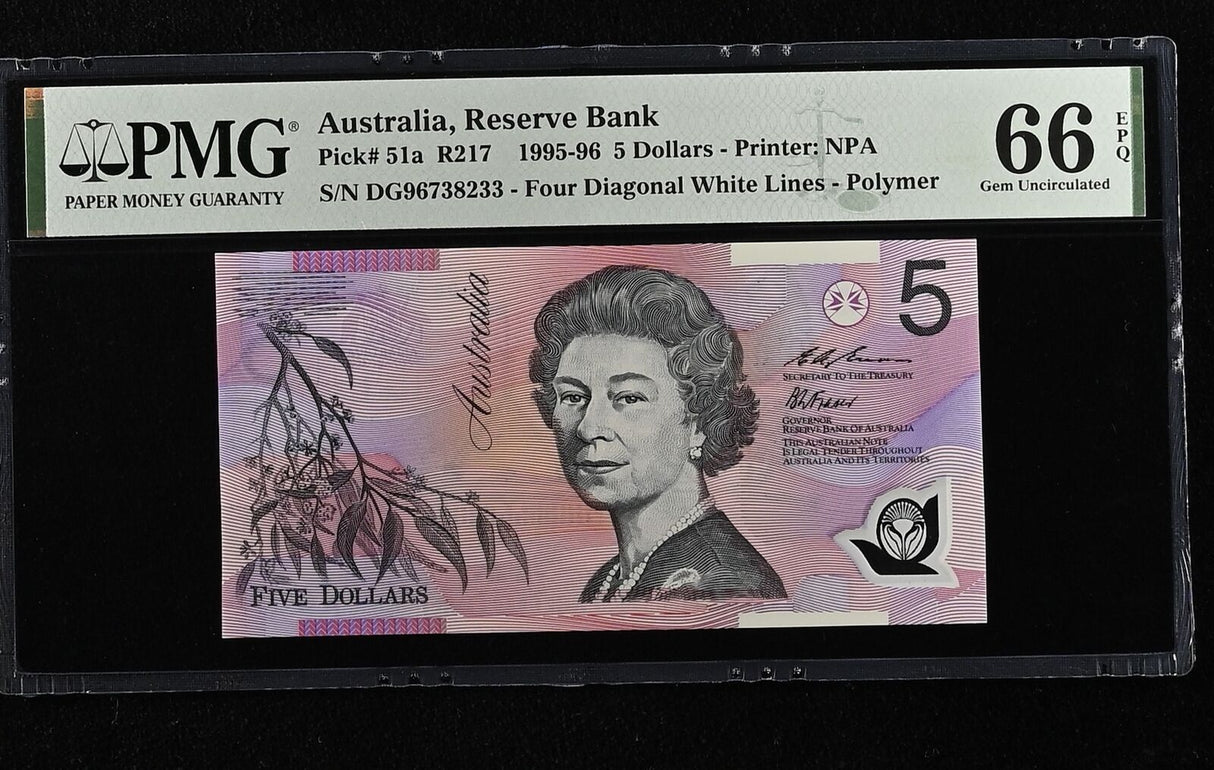 PMG®
PAPER MONEY GUARANTY
Australia, Reserve Bank
Pick# 51a R217 1995-96 5 Dollars - Printer: NPA
S/N DG96738233 - Four Diagonal White Lines - Polymer
66
EPQ
Gem Uncirculated
Australia
5
SECRETARY TO THE TREASURY
GOVERNOR
RESERVE BANK OF AUSTRALIA
THIS AUSTRALIAN NOTE
IS LEGAL TENDER THROUGHOUT
AUSTRALIA AND ITS TERRITORIES
FIVE DOLLARS